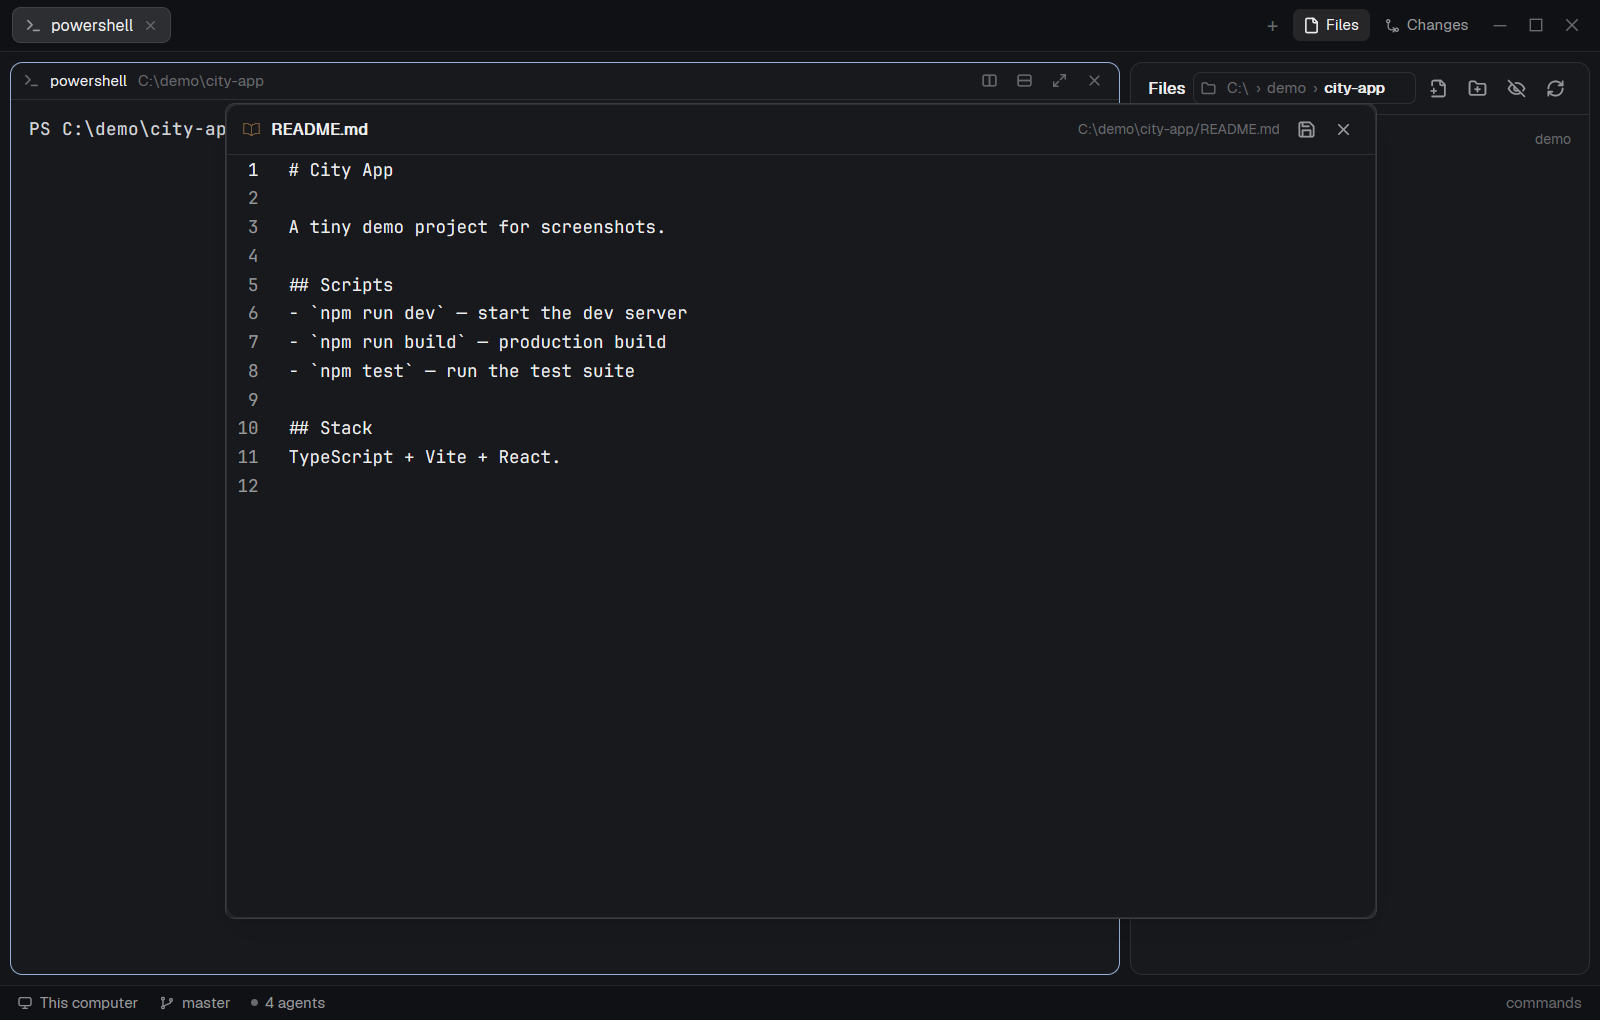 powershell
Files
Changes
powershell C:\demo\city-app
Files C:\ › demo › city-app
PS C:\demo\city-ap
demo
README.md
C:\demo\city-app/README.md
1 # City App
2
3 A tiny demo project for screenshots.
4
5 ## Scripts
6 - `npm run dev` — start the dev server
7 - `npm run build` — production build
8 - `npm test` — run the test suite
9
10 ## Stack
11 TypeScript + Vite + React.
12
This computer
master
4 agents
commands